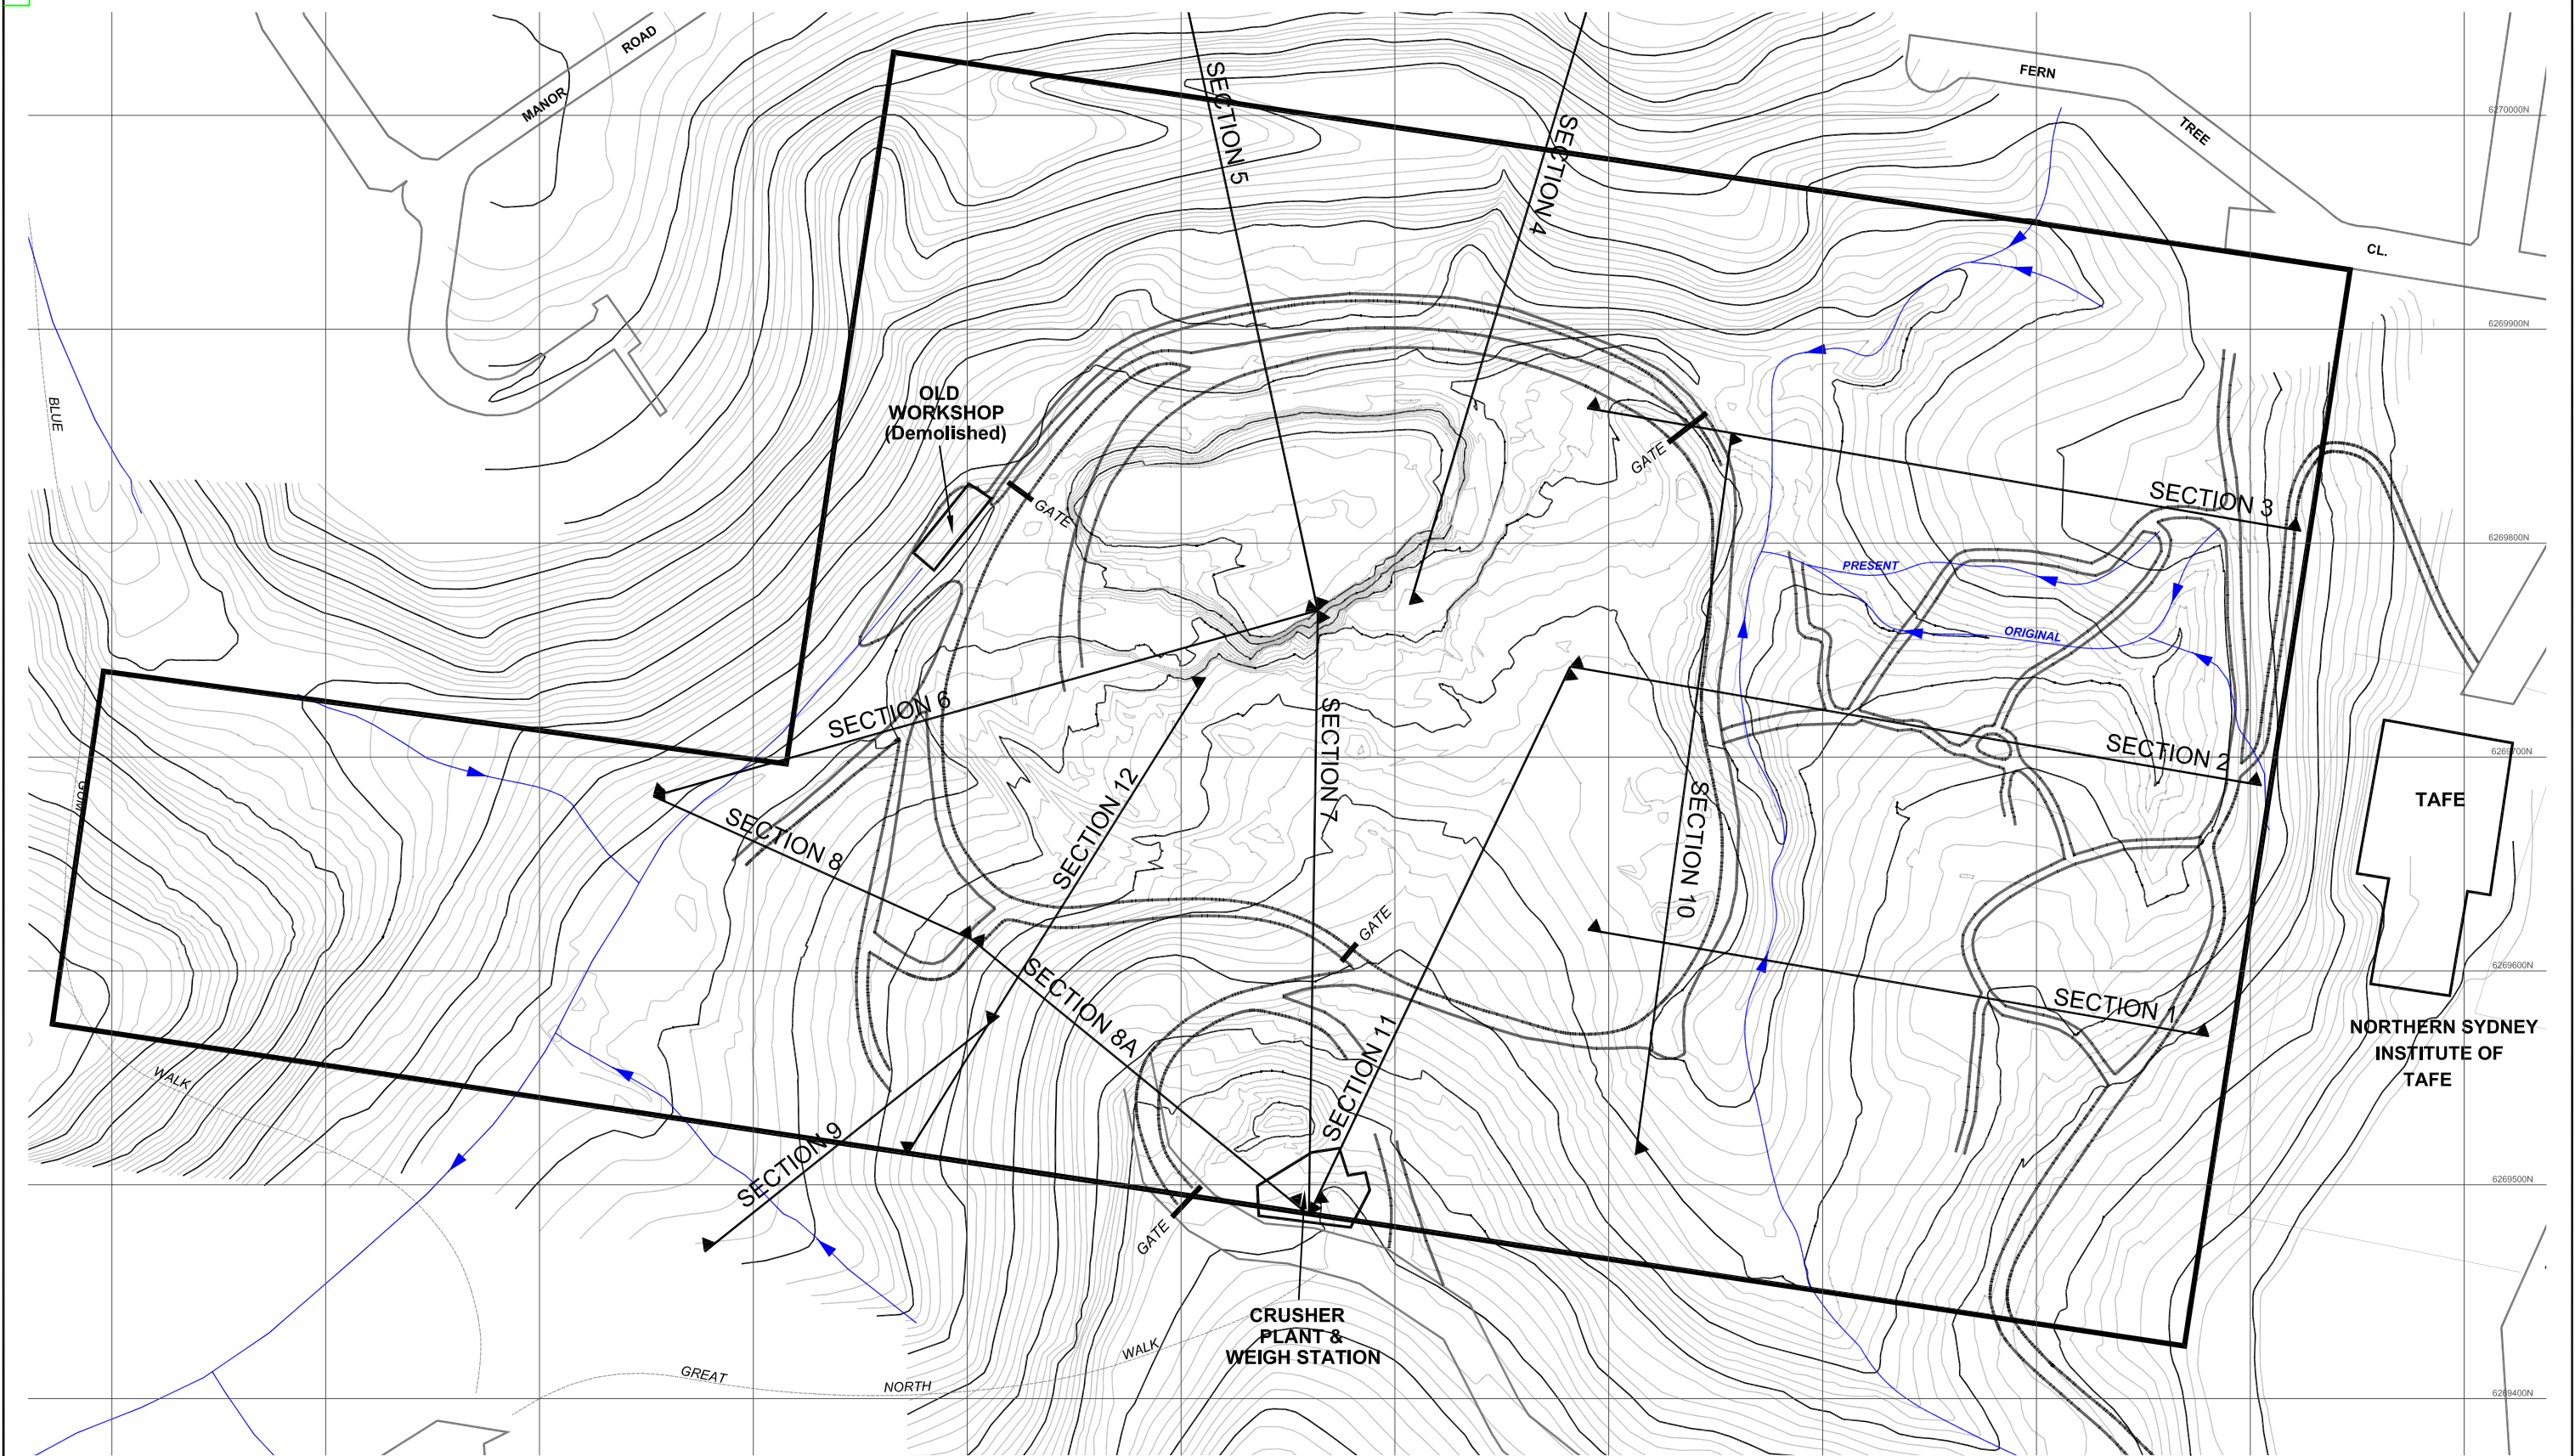 ROAD
MANOR
FERN
TREE
CL.
6270000N
SECTION 5
SECTION 4
6269900N
BLUE
OLD
WORKSHOP
(Demolished)
GATE
GATE
SECTION 3
6269800N
PRESENT
ORIGINAL
SECTION 6
SECTION 7
SECTION 2
6269700N
GUM
SECTION 12
SECTION 10
TAFE
SECTION 8
GATE
SECTION 8A
6269600N
SECTION 1
NORTHERN SYDNEY
INSTITUTE OF
TAFE
WALK
SECTION 11
SECTION 9
6269500N
GATE
CRUSHER
PLANT &
WEIGH STATION
WALK
GREAT
NORTH
6269400N